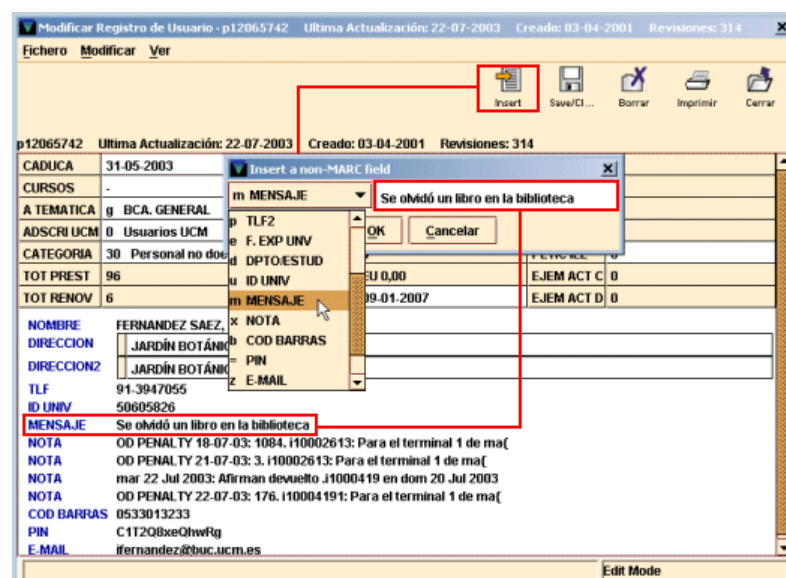 Modificar Registro de Usuario - p12065742 Ultima Actualización: 22-07-2003 Creado: 03-04-2001 Revisiones: 314
Fichero Modificar Ver
Insert Save/Cl... Borrar Imprimir Cerrar
p12065742 Ultima Actualización: 22-07-2003 Creado: 03-04-2001 Revisiones: 314
CADUCA 31-05-2003
CURSOS -
A TEMATICA g BCA. GENERAL
ADSCRI UCM 0 Usuarios UCM
CATEGORIA 30 Personal no
TOT PREST 96 EU 0,00 EJEM ACT C 0
TOT RENOV 6 09-01-2007 EJEM ACT D 0
Insert a non-MARC field
m MENSAJE Se olvidó un libro en la biblioteca
OK Cancelar
p TLF2
e F. EXP UNV
d DPTO/ESTUD
u ID UNIV
m MENSAJE
x NOTA
b COD BARRAS
= PIN
z E-MAIL
NOMBRE FERNANDEZ SAEZ,
DIRECCION JARDÍN BOTÁNI
DIRECCION2 JARDÍN BOTÁNI
TLF 91-3947055
ID UNIV 50605826
MENSAJE Se olvidó un libro en la biblioteca
NOTA OD PENALTY 18-07-03: 1084. i10002613: Para el terminal 1 de ma{
NOTA OD PENALTY 21-07-03: 3. i10002613: Para el terminal 1 de ma{
NOTA mar 22 Jul 2003: Afirman devuelto .i1000419 en dom 20 Jul 2003
NOTA OD PENALTY 22-07-03: 176. i10004191: Para el terminal 1 de ma{
COD BARRAS 0533013233
PIN C1T2Q8xeQhwRg
E-MAIL ifernandez@buc.ucm.es
Edit Mode